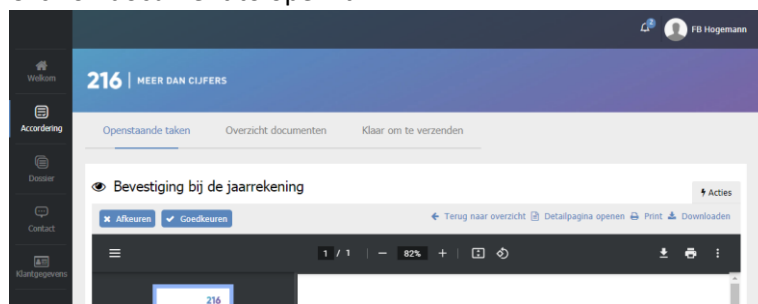 2
FB Hogemann
Welkom
216 | MEER DAN CIJFERS
Accordering
Openstaande taken Overzicht documenten Klaar om te verzenden
Dossier
Bevestiging bij de jaarrekening
Acties
Afkeuren Goedkeuren Terug naar overzicht Detailpagina openen Print Downloaden
Contact
1 / 1 | − 82% + |
Klantgegevens
216